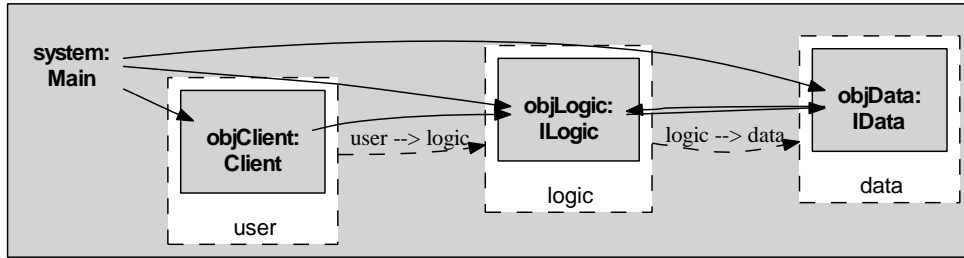 system:
Main
objClient:
Client
user
user --> logic
objLogic:
ILogic
logic
logic --> data
objData:
IData
data